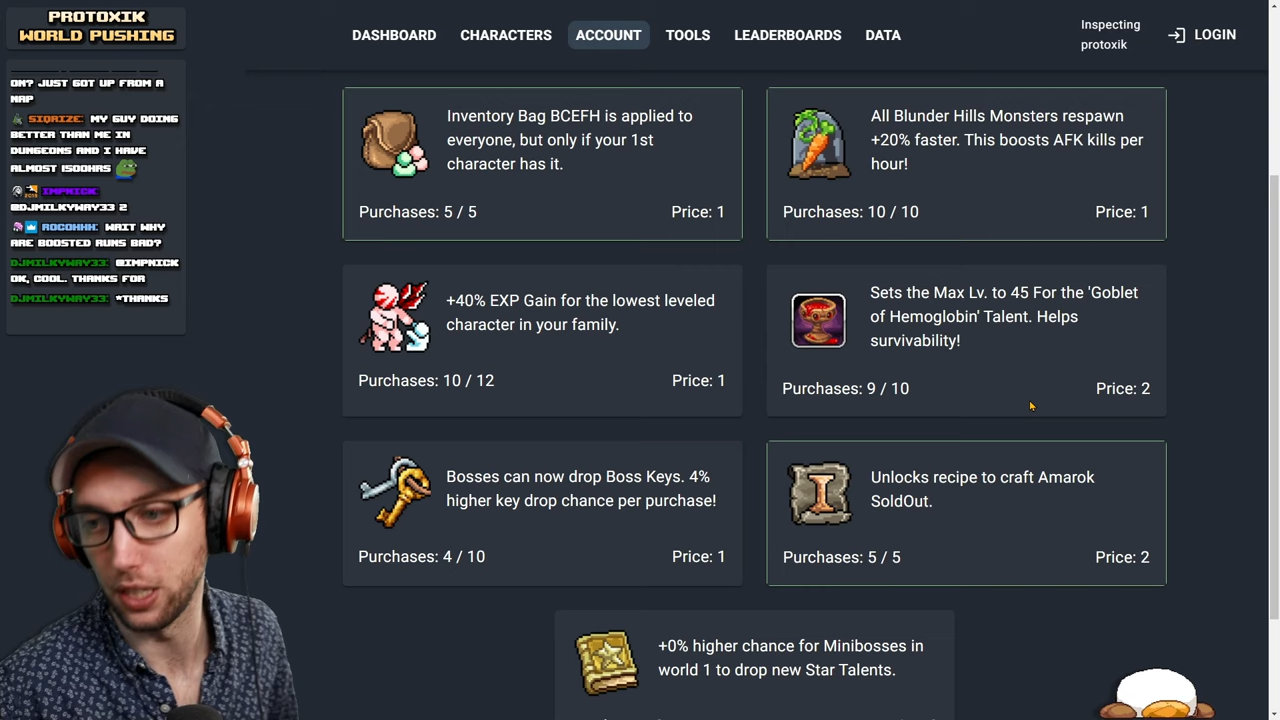 PROTOXIK
WORLD PUSHING
ON? JUST GOT UP FROM A
NAP
SIQRIZE: MY GUY DOING
BETTER THAN ME IN
DUNGEONS AND I HAVE
ALMOST 1500HRS
IMPNICK:
@DJMILKYWAY33 2
ROCOHHH: WAIT WHY
ARE BOOSTED RUNS BAD?
DJMILKYWAY33: @IMPNICK
OK, COOL. THANKS FOR
DJMILKYWAY33: *THANKS
DASHBOARD CHARACTERS ACCOUNT TOOLS LEADERBOARDS DATA
Inspecting
protoxik
LOGIN
Inventory Bag BCEFH is applied to
everyone, but only if your 1st
character has it.
Purchases: 5 / 5 Price: 1
All Blunder Hills Monsters respawn
+20% faster. This boosts AFK kills per
hour!
Purchases: 10 / 10 Price: 1
+40% EXP Gain for the lowest leveled
character in your family.
Purchases: 10 / 12 Price: 1
Sets the Max Lv. to 45 For the 'Goblet
of Hemoglobin' Talent. Helps
survivability!
Purchases: 9 / 10 Price: 2
Bosses can now drop Boss Keys. 4%
higher key drop chance per purchase!
Purchases: 4 / 10 Price: 1
Unlocks recipe to craft Amarok
SoldOut.
Purchases: 5 / 5 Price: 2
+0% higher chance for Minibosses in
world 1 to drop new Star Talents.